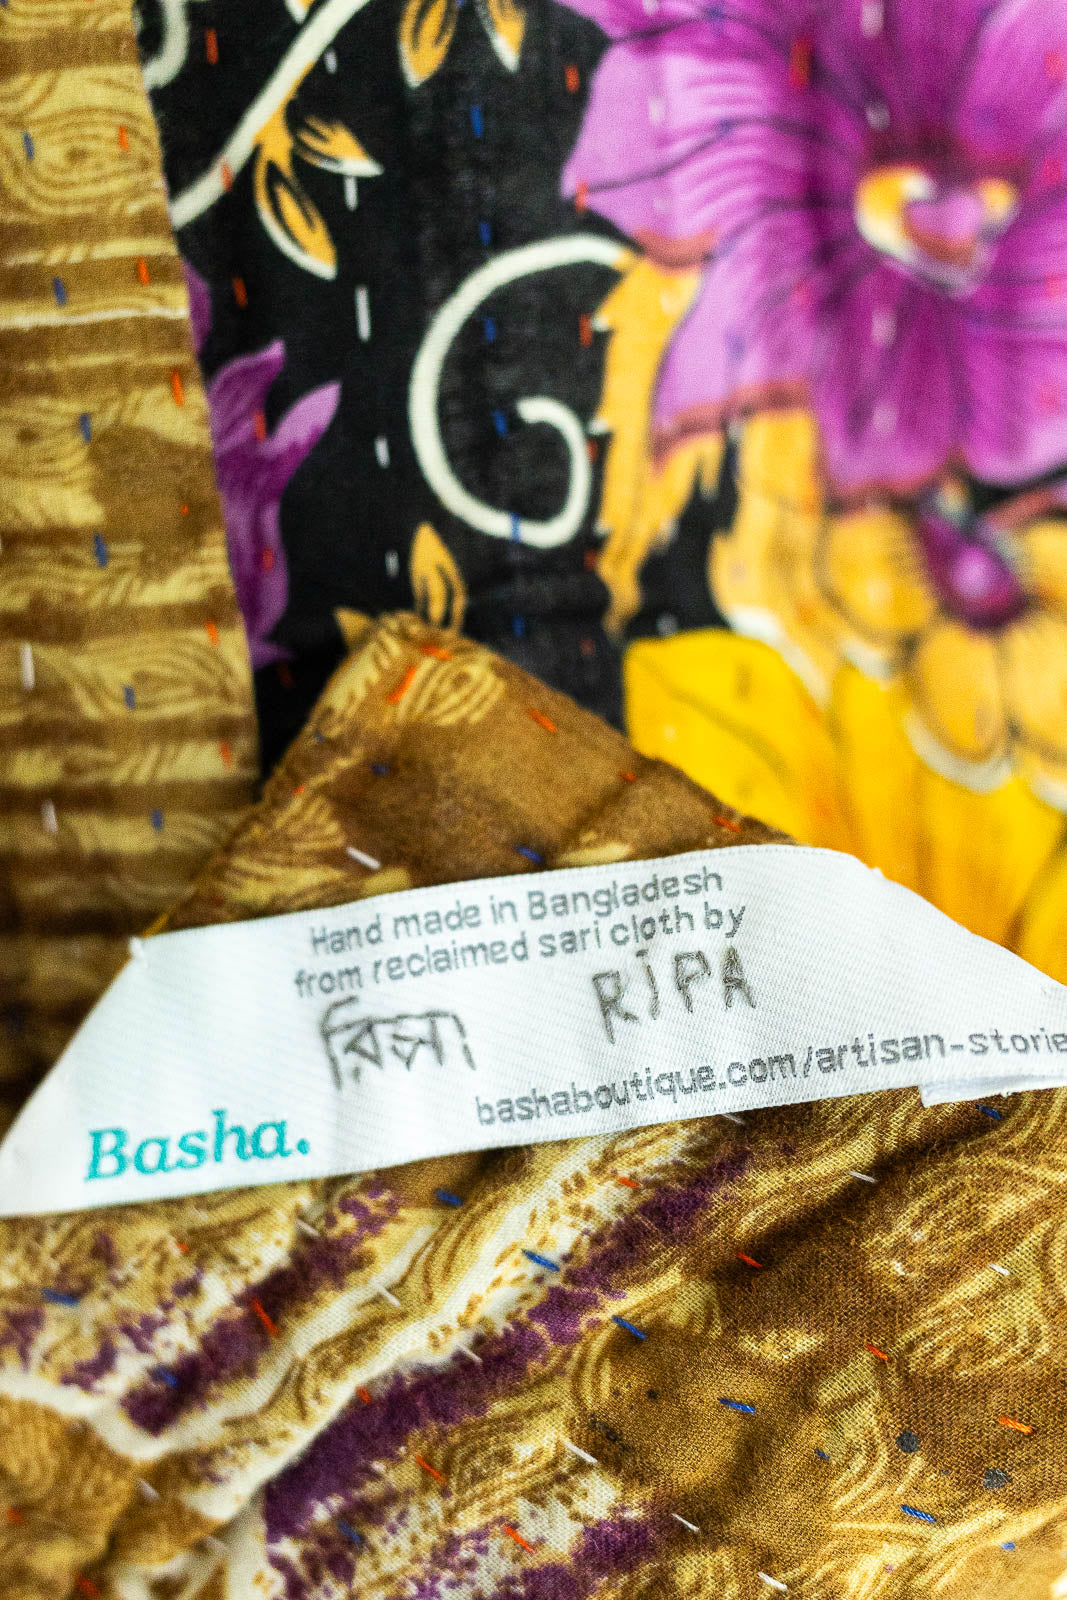 Hand made in Bangladesh
from reclaimed sari cloth by
রিপা RIPA
bashaboutique.com/artisan-storie
Basha.